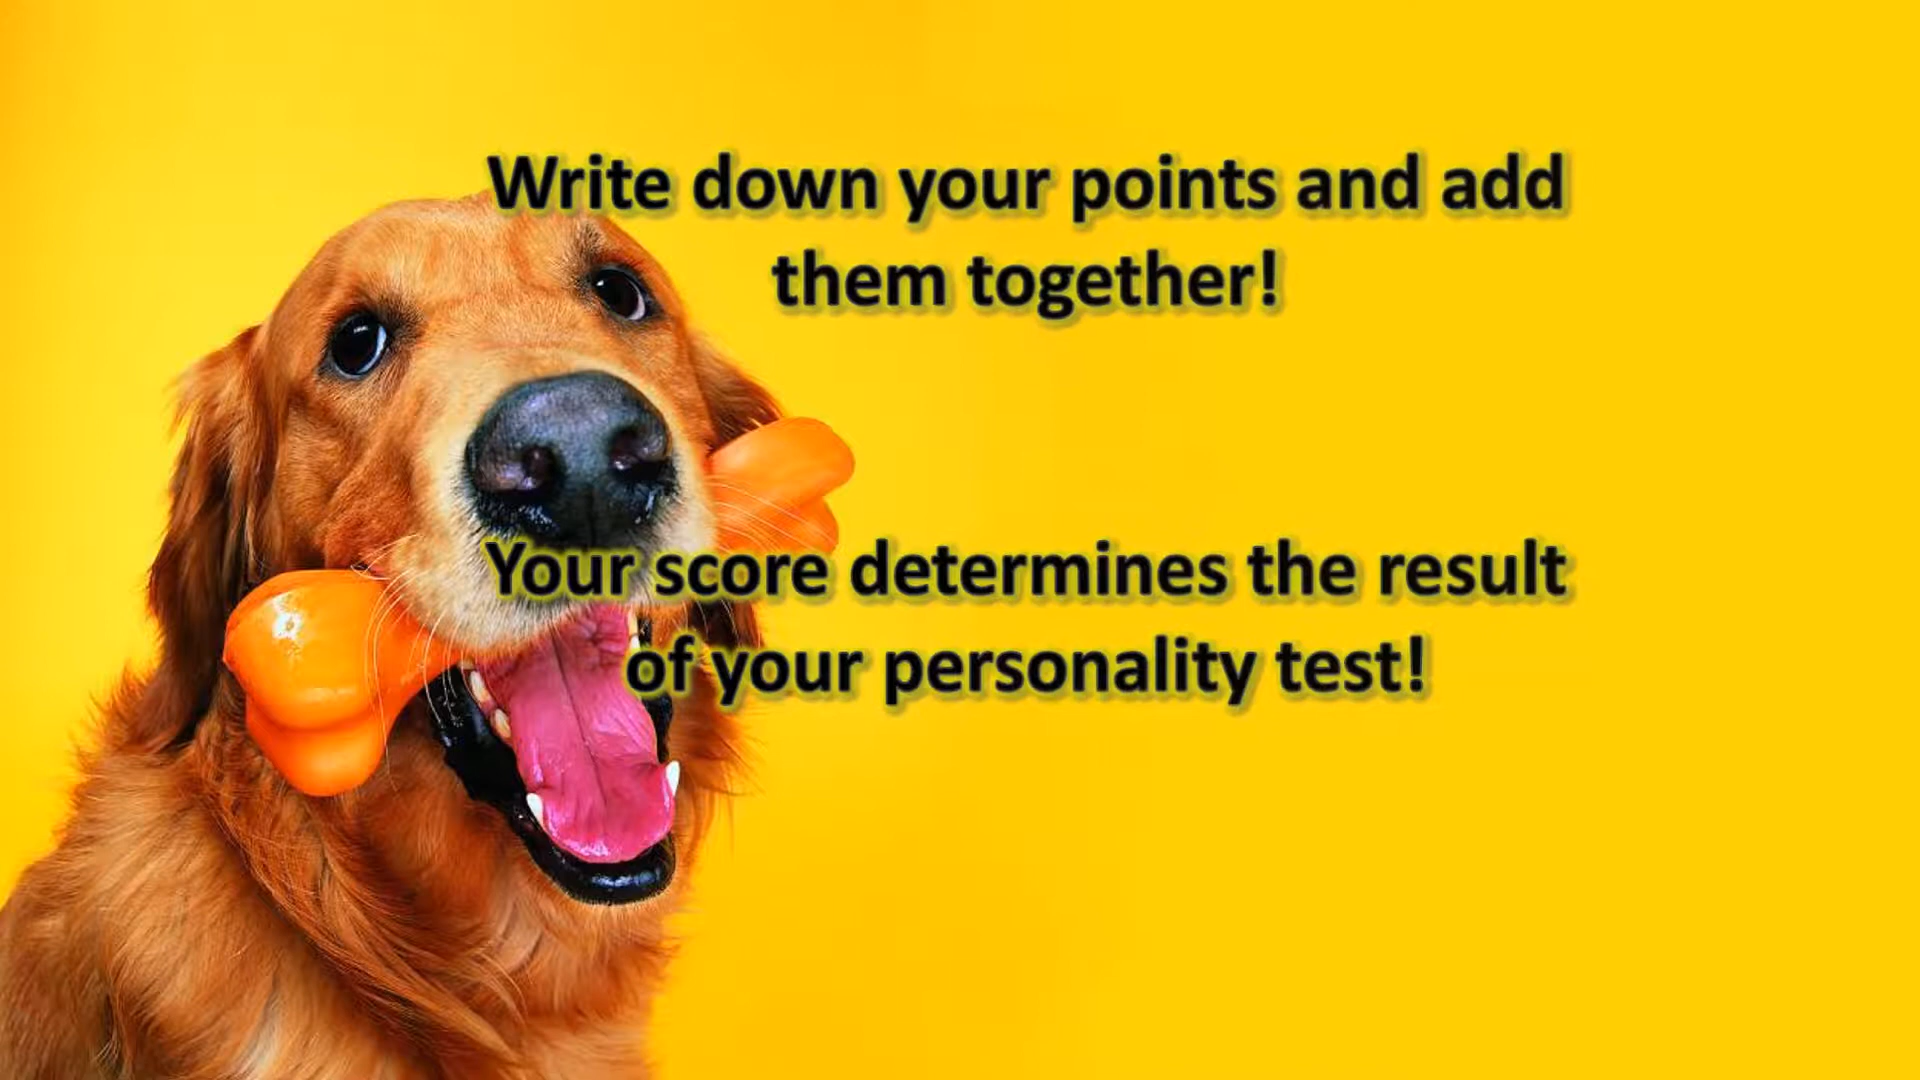 Write down your points and add
them together!
Your score determines the result
of your personality test!